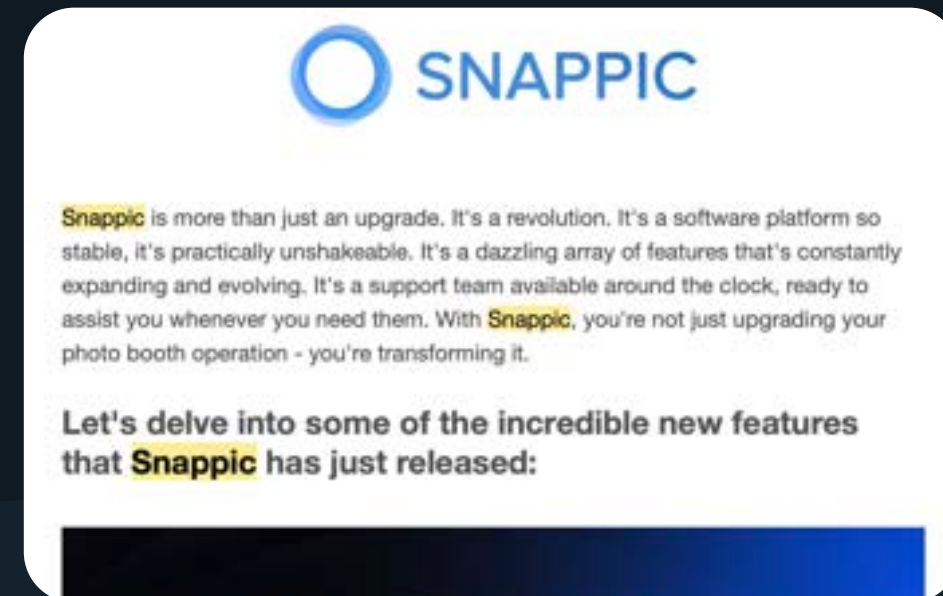 SNAPPIC
Snappic is more than just an upgrade. It's a revolution. It's a software platform so
stable, it's practically unshakeable. It's a dazzling array of features that's constantly
expanding and evolving. It's a support team available around the clock, ready to
assist you whenever you need them. With Snappic, you're not just upgrading your
photo booth operation - you're transforming it.
Let's delve into some of the incredible new features
that Snappic has just released: